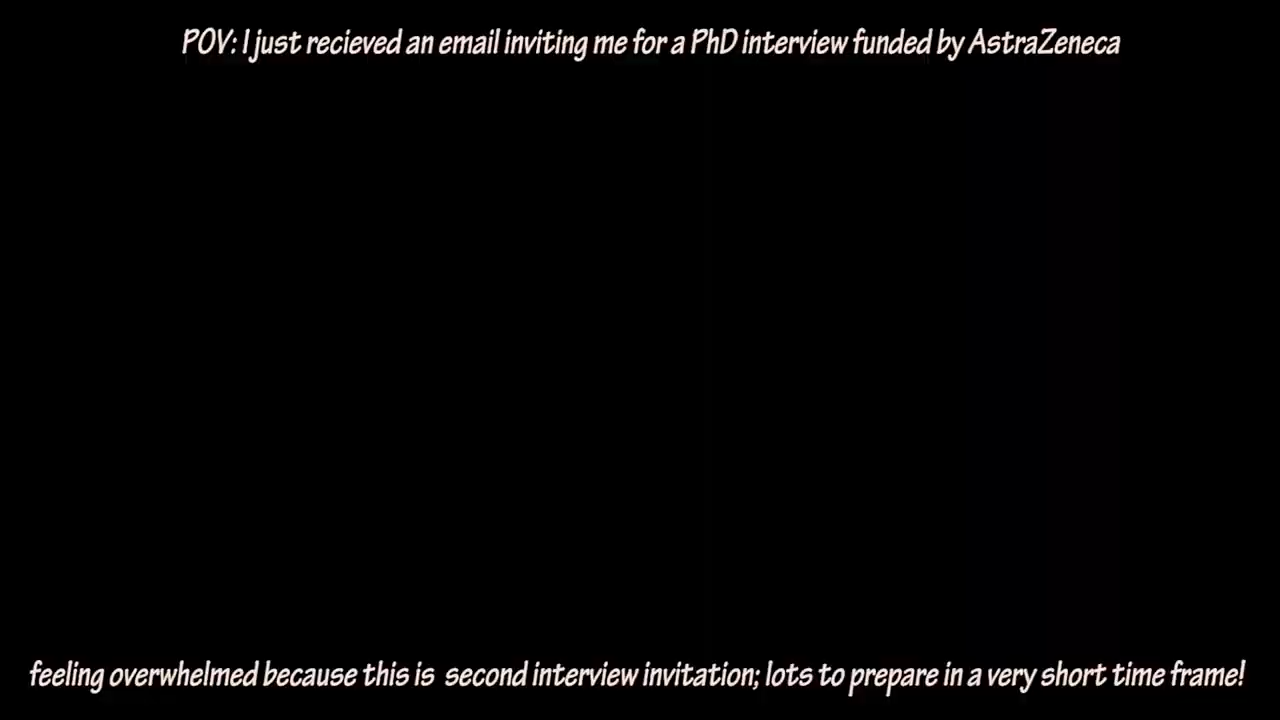 POV: I just recieved an email inviting me for a PhD interview funded by AstraZeneca
feeling overwhelmed because this is second interview invitation; lots to prepare in a very short time frame!